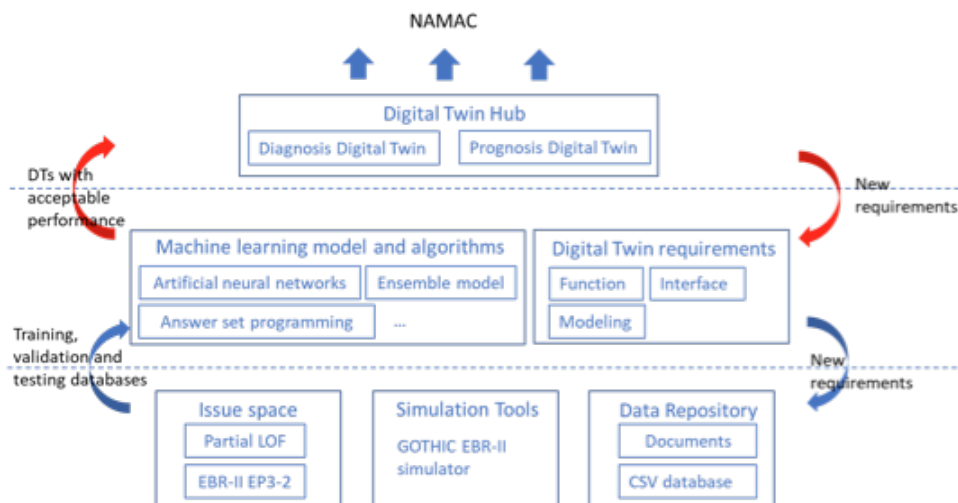 NAMAC
Digital Twin Hub
Diagnosis Digital Twin
Prognosis Digital Twin
DTs with
acceptable
performance
New
requirements
Machine learning model and algorithms
Artificial neural networks
Ensemble model
Answer set programming
...
Digital Twin requirements
Function
Interface
Modeling
Training,
validation and
testing databases
New
requirements
Issue space
Partial LOF
EBR-II EP3-2
Simulation Tools
GOTHIC EBR-II
simulator
Data Repository
Documents
CSV database